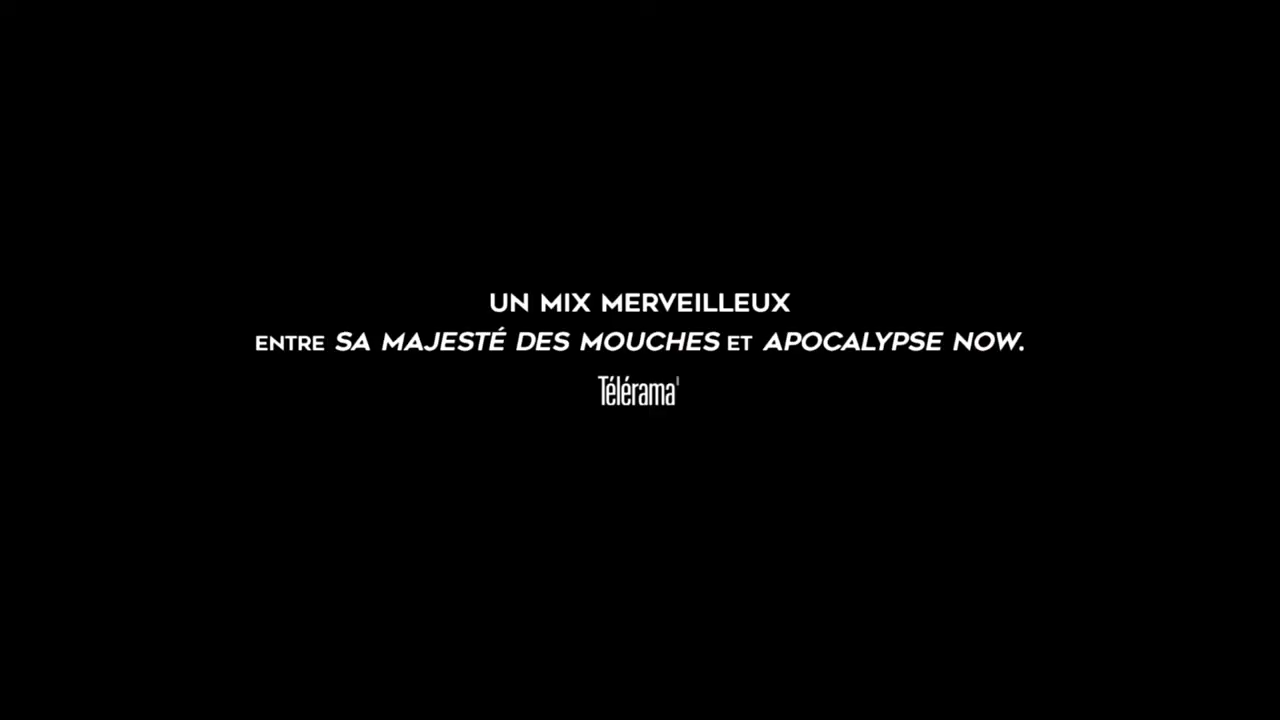 UN MIX MERVEILLEUX
ENTRE SA MAJESTÉ DES MOUCHES ET APOCALYPSE NOW.
Télérama'